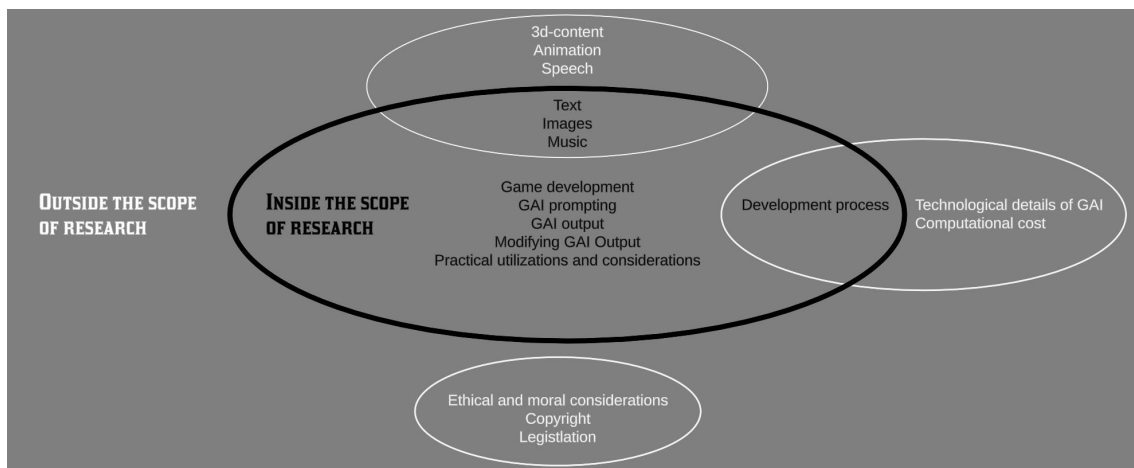 3d-content
Animation
Speech
Text
Images
Music
OUTSIDE THE SCOPE
OF RESEARCH
INSIDE THE SCOPE
OF RESEARCH
Game development
GAI prompting
GAI output
Modifying GAI Output
Practical utilizations and considerations
Development process
Technological details of GAI
Computational cost
Ethical and moral considerations
Copyright
Legistlation